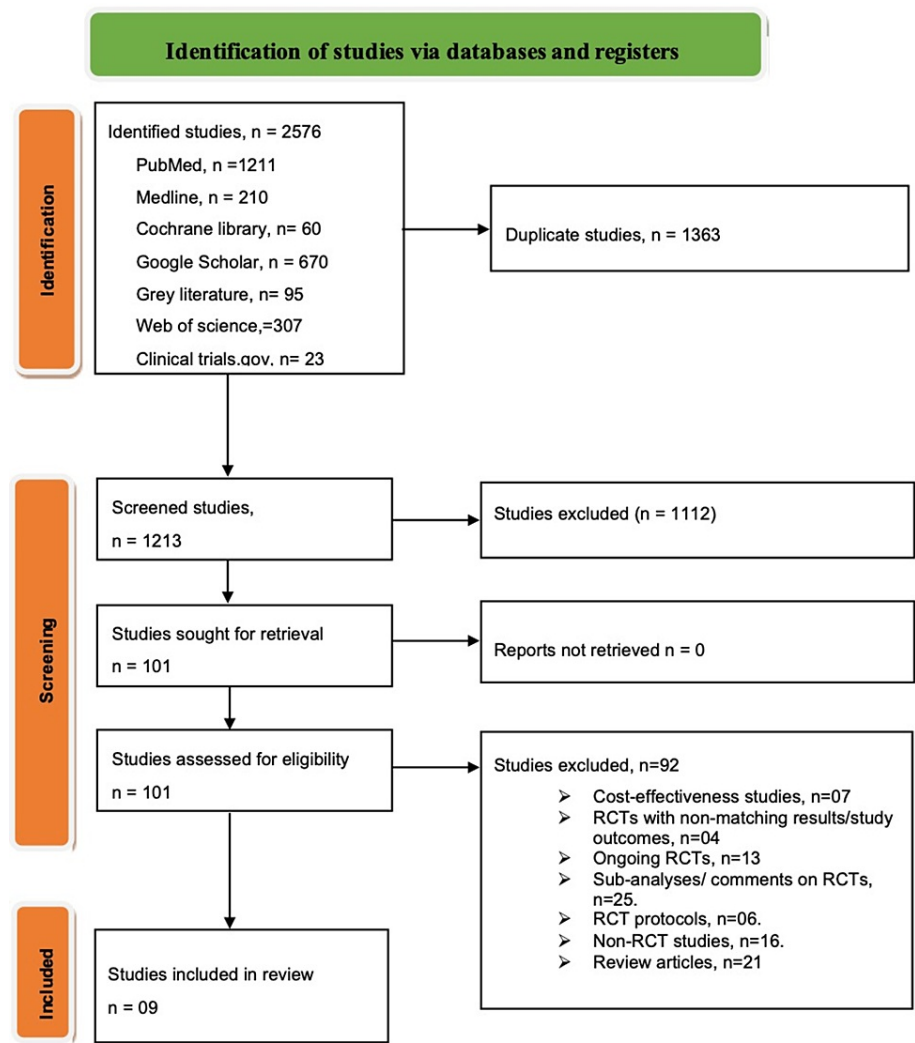 Identification of studies via databases and registers
Identification
Identified studies, n = 2576
PubMed, n =1211
Medline, n = 210
Cochrane library, n= 60
Google Scholar, n = 670
Grey literature, n= 95
Web of science,=307
Clinical trials.gov, n= 23
Duplicate studies, n = 1363
Screening
Screened studies,
n = 1213
Studies excluded (n = 1112)
Studies sought for retrieval
n = 101
Reports not retrieved n = 0
Studies assessed for eligibility
n = 101
Studies excluded, n=92
➢ Cost-effectiveness studies, n=07
➢ RCTs with non-matching results/study
outcomes, n=04
➢ Ongoing RCTs, n=13
➢ Sub-analyses/ comments on RCTs,
n=25.
➢ RCT protocols, n=06.
➢ Non-RCT studies, n=16.
➢ Review articles, n=21
Included
Studies included in review
n = 09